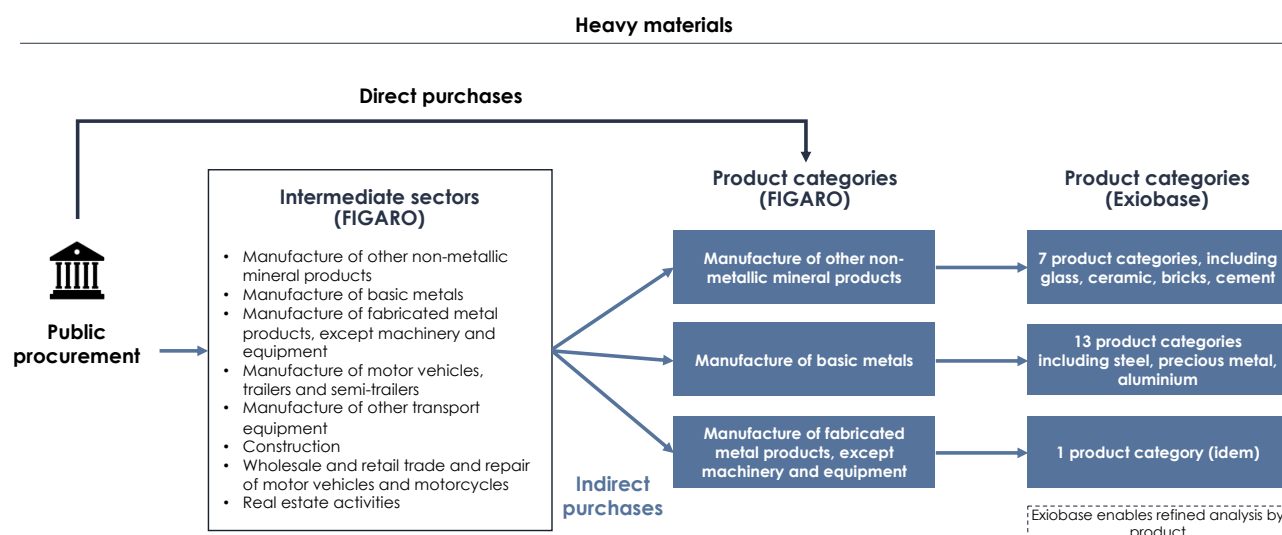 Heavy materials
Direct purchases
Public
procurement
Intermediate sectors
(FIGARO)
• Manufacture of other non-metallic
mineral products
• Manufacture of basic metals
• Manufacture of fabricated metal
products, except machinery and
equipment
• Manufacture of motor vehicles,
trailers and semi-trailers
• Manufacture of other transport
equipment
• Construction
• Wholesale and retail trade and repair
of motor vehicles and motorcycles
• Real estate activities
Indirect
purchases
Product categories
(FIGARO)
Manufacture of other non-
metallic mineral products
Manufacture of basic metals
Manufacture of fabricated
metal products, except
machinery and equipment
Product categories
(Exiobase)
7 product categories, including
glass, ceramic, bricks, cement
13 product categories
including steel, precious metal,
aluminium
1 product category (idem)
Exiobase enables refined analysis by
product